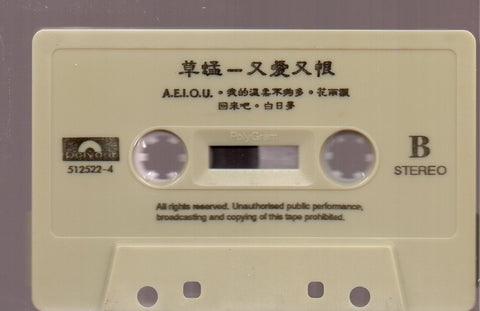 草蜢一又愛又恨
A.E.I.O.U.。我的溫柔不夠多。花雨飄
回來吧。白日夢
PolyGram
polydor
512522-4
B
STEREO
All rights reserved. Unauthorised public performance,
broadcasting and copying of this tape prohibited.